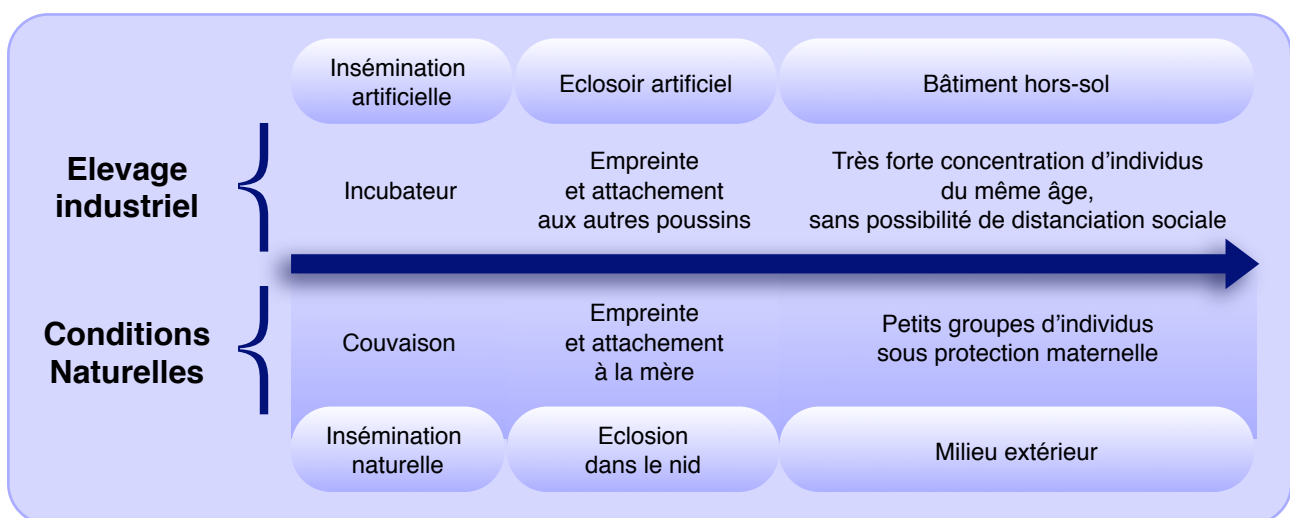 Insémination
artificielle
Eclosoir artificiel
Bâtiment hors-sol
Elevage
industriel
Incubateur
Empreinte
et attachement
aux autres poussins
Très forte concentration d'individus
du même âge,
sans possibilité de distanciation sociale
Conditions
Naturelles
Couvaison
Empreinte
et attachement
à la mère
Petits groupes d'individus
sous protection maternelle
Insémination
naturelle
Eclosion
dans le nid
Milieu extérieur